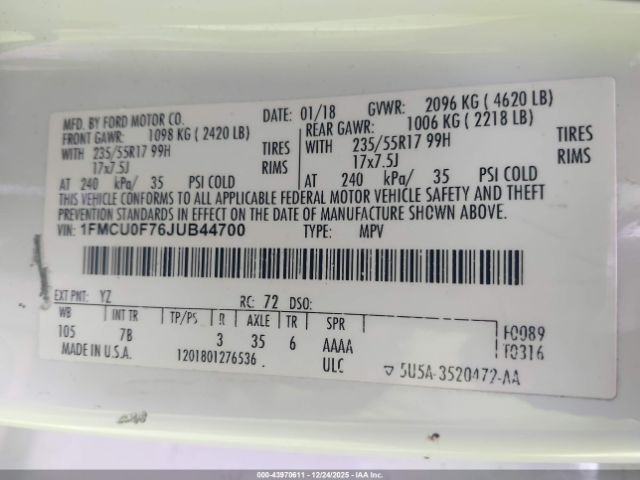 MFD. BY FORD MOTOR CO. DATE: 01/18 GVWR: 2096 KG ( 4620 LB)
FRONT GAWR: 1098 KG ( 2420 LB) REAR GAWR: 1006 KG ( 2218 LB)
WITH 235/55R17 99H TIRES WITH 235/55R17 99H TIRES
17x7.5J RIMS 17x7.5J RIMS
AT 240 kPa/ 35 PSI COLD AT 240 kPa/ 35 PSI COLD
THIS VEHICLE CONFORMS TO ALL APPLICABLE FEDERAL MOTOR VEHICLE SAFETY AND THEFT
PREVENTION STANDARDS IN EFFECT ON THE DATE OF MANUFACTURE SHOWN ABOVE.
VIN: 1FMCU0F76JUB44700 TYPE: MPV
EXT PNT: YZ RC: 72 DSO:
WB INT TR TP/PS R AXLE TR SPR
105 7B 3 35 6 AAAA
MADE IN U.S.A. 1201801276536 ULC
F0089
T0316
▽ 5U5A-3520472-AA
000-43970611 - 12/24/2025 - IAAI Inc.